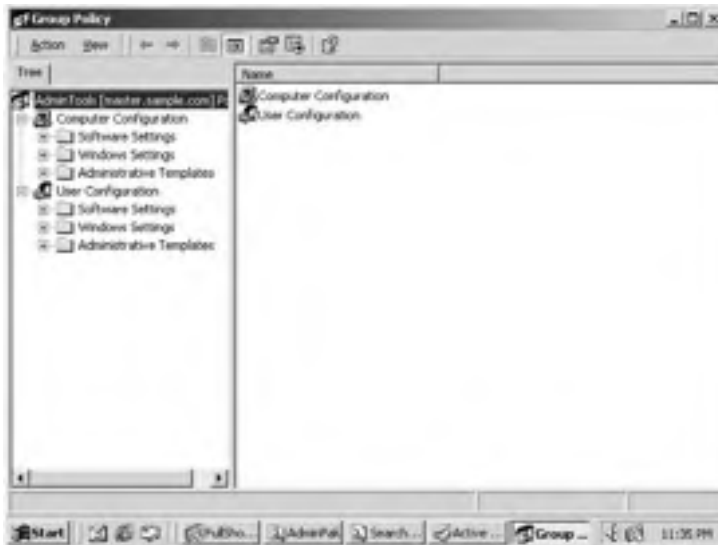 Group Policy
Action View
Tree
Name
AdminTools [master.sample.com] P
Computer Configuration
Software Settings
Windows Settings
Administrative Templates
User Configuration
Software Settings
Windows Settings
Administrative Templates
Computer Configuration
User Configuration
Start
AdminPak
Search ...
Active ...
Group ...
11:35 PM